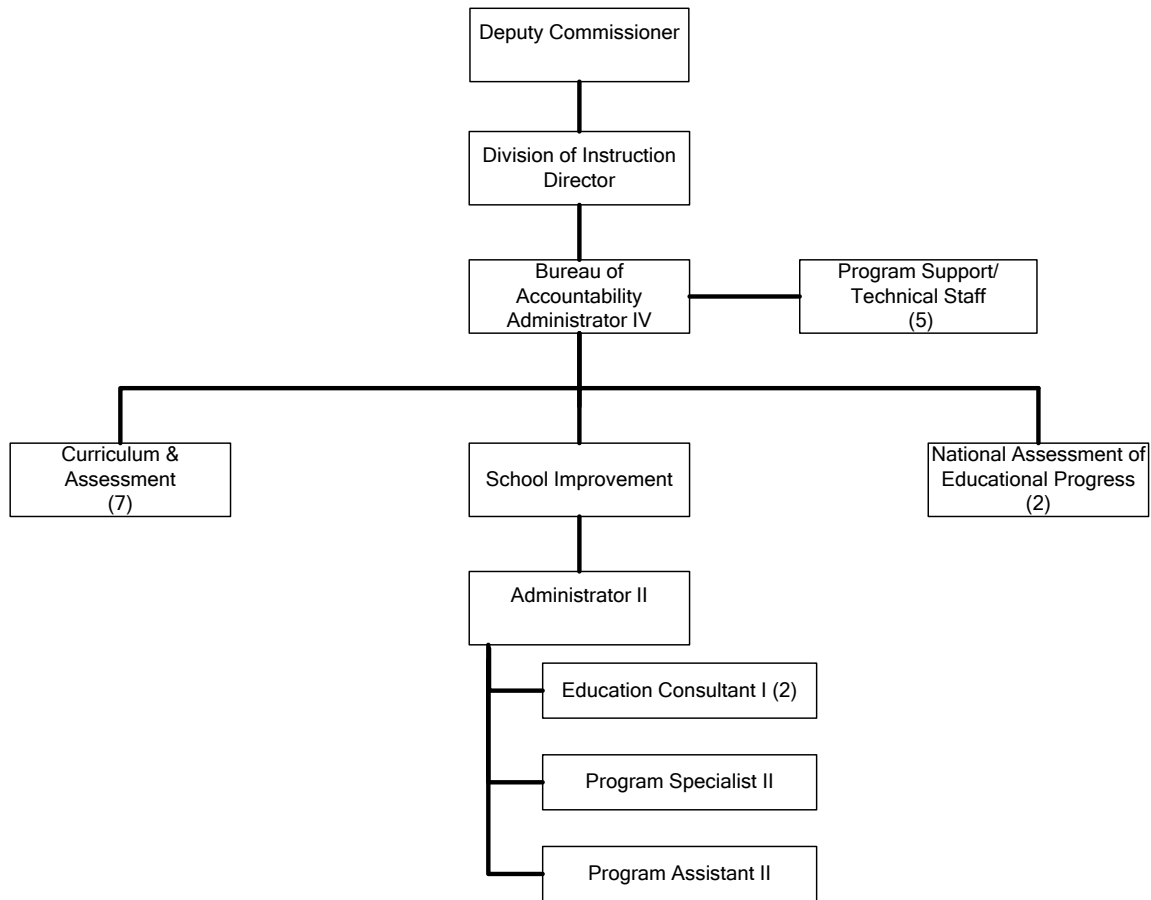 Deputy Commissioner
Division of Instruction
Director
Bureau of
Accountability
Administrator IV
Program Support/
Technical Staff
(5)
Curriculum &
Assessment
(7)
School Improvement
National Assessment of
Educational Progress
(2)
Administrator II
Education Consultant I (2)
Program Specialist II
Program Assistant II